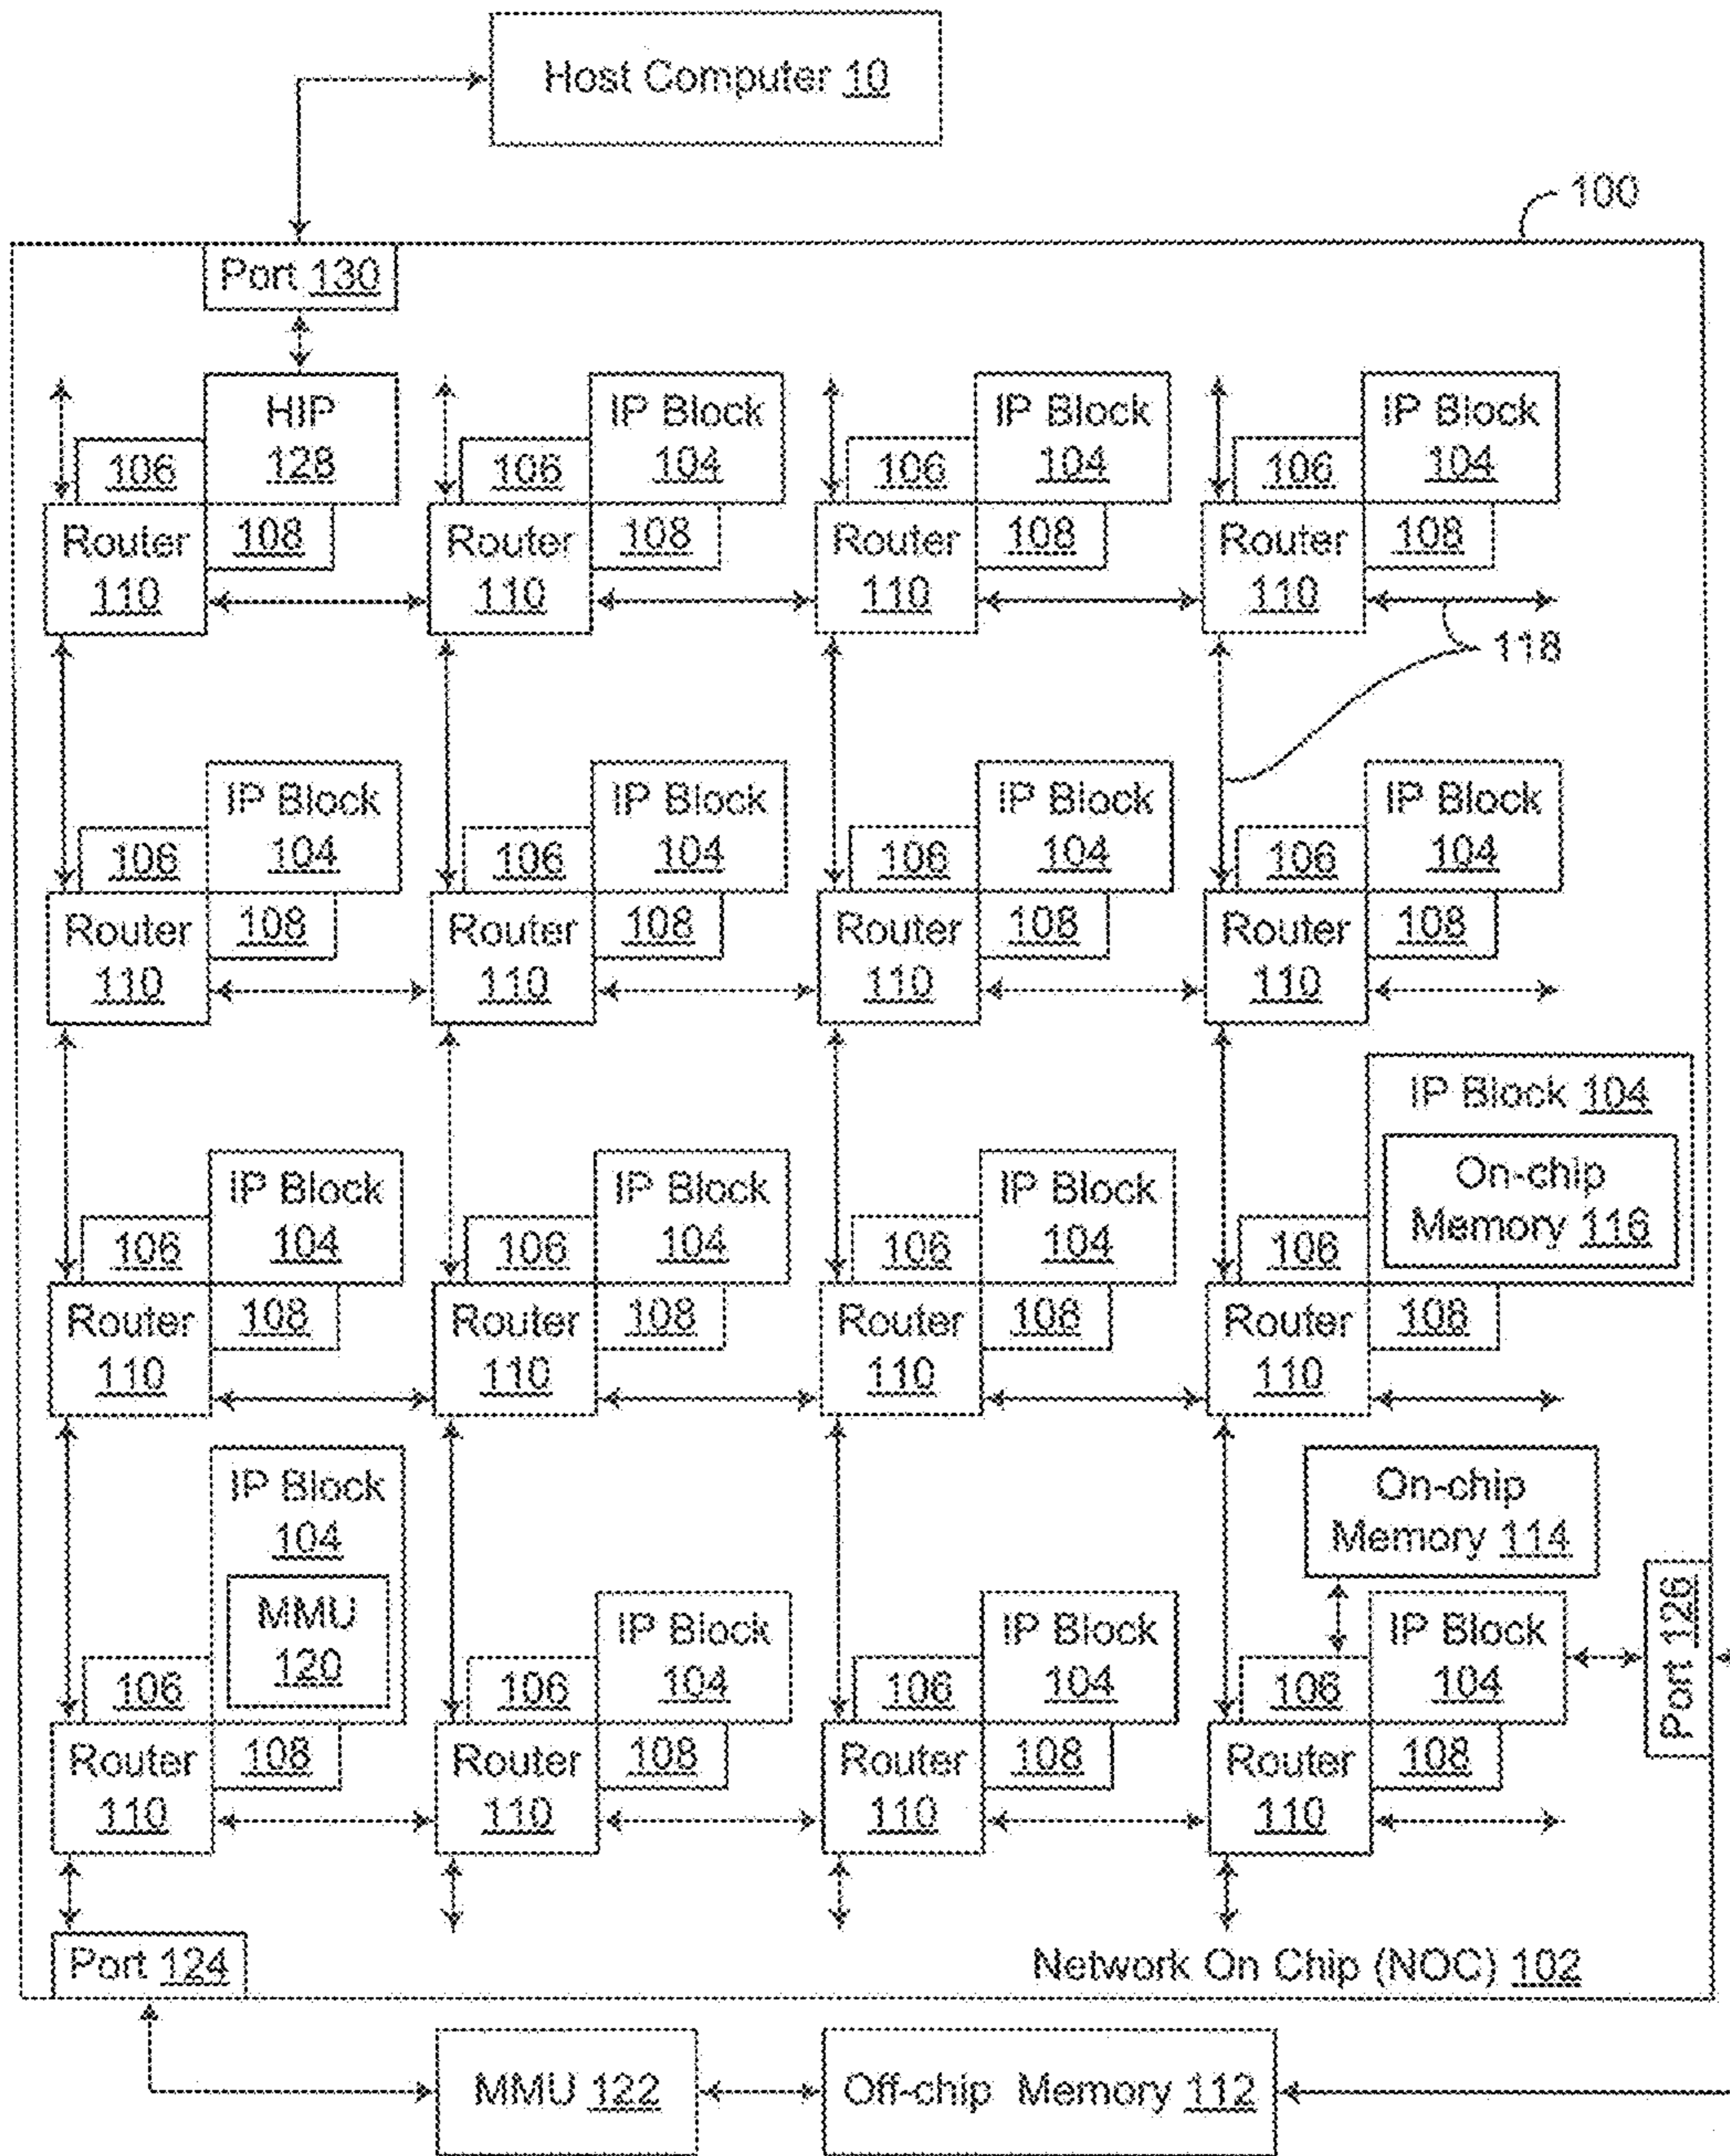 Host Computer 10
100
Port 130
HIP
128
IP Block
104
IP Block
104
IP Block
104
106
106
106
106
Router
110
108
Router
110
108
Router
110
108
Router
110
108
118
IP Block
104
IP Block
104
IP Block
104
IP Block
104
106
106
106
106
Router
110
108
Router
110
108
Router
110
108
Router
110
108
IP Block
104
IP Block
104
IP Block
104
IP Block 104
On-chip
Memory 116
106
106
106
106
Router
110
108
Router
110
108
Router
110
108
Router
110
108
IP Block
104
MMU
120
On-chip
Memory 114
IP Block
104
IP Block
104
IP Block
104
Port 126
106
106
106
106
Router
110
108
Router
110
108
Router
110
108
Router
110
108
Port 124
Network On Chip (NOC) 102
MMU 122
Off-chip Memory 112